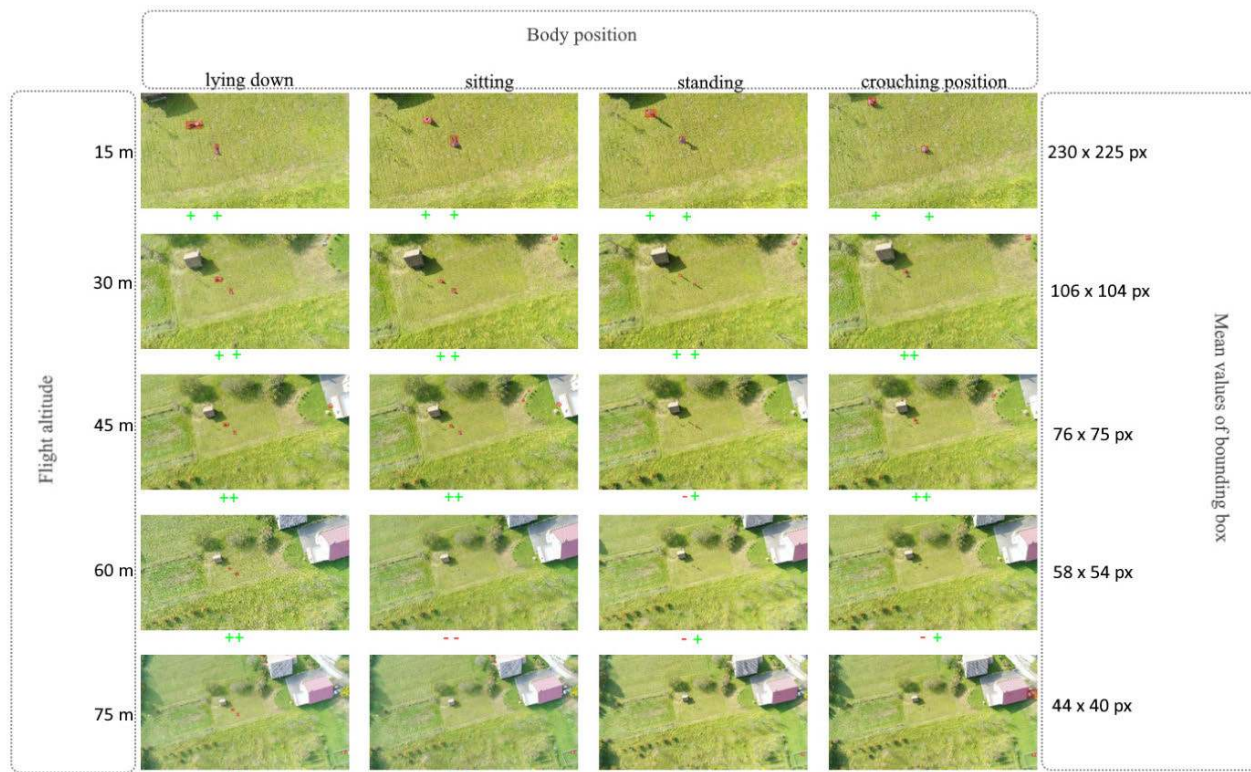 Body position
lying down sitting standing crouching position
15 m 230 x 225 px
+ + + + + + + +
30 m 106 x 104 px
+ + + + + + ++
45 m 76 x 75 px
++ ++ -+ ++
60 m 58 x 54 px
++ - - -+ - +
75 m 44 x 40 px
Flight altitude
Mean values of bounding box